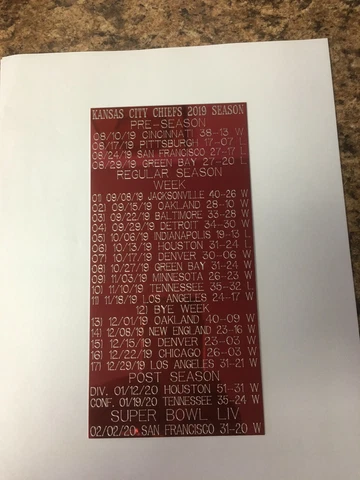 KANSAS CITY CHIEFS 2019 SEASON
PRE-SEASON
08/10/19 CINCINNATI 38-13 W
08/17/19 PITTSBURGH 17-07 L
08/24/19 SAN FRANCISCO 27-17 L
08/29/19 GREEN BAY 27-20 L
REGULAR SEASON
WEEK
01 09/08/19 JACKSONVILLE 40-26 W
02) 09/15/19 OAKLAND 28-10 W
03) 09/22/19 BALTIMORE 33-28 W
04) 09/29/19 DETROIT 34-30 W
05) 10/06/19 INDIANAPOLIS 19-13 L
06) 10/13/19 HOUSTON 31-24 L
07) 10/17/19 DENVER 30-06 W
08) 10/27/19 GREEN BAY 31-24 L
09) 11/03/19 MINNESOTA 26-23 W
10) 11/10/19 TENNESSEE 35-32 L
11) 11/18/19 LOS ANGELES 24-17 W
12) BYE WEEK
13) 12/01/19 OAKLAND 40-09 W
14) 12/08/19 NEW ENGLAND 23-16 W
15) 12/15/19 DENVER 23-03 W
16) 12/22/19 CHICAGO 26-03 W
17) 12/29/19 LOS ANGELES 31-21 W
POST SEASON
DIV. 01/12/20 HOUSTON 51-31 W
CONF. 01/19/20 TENNESSEE 35-24 W
SUPER BOWL LIV
02/02/20 SAN FRANCISCO 31-20 W